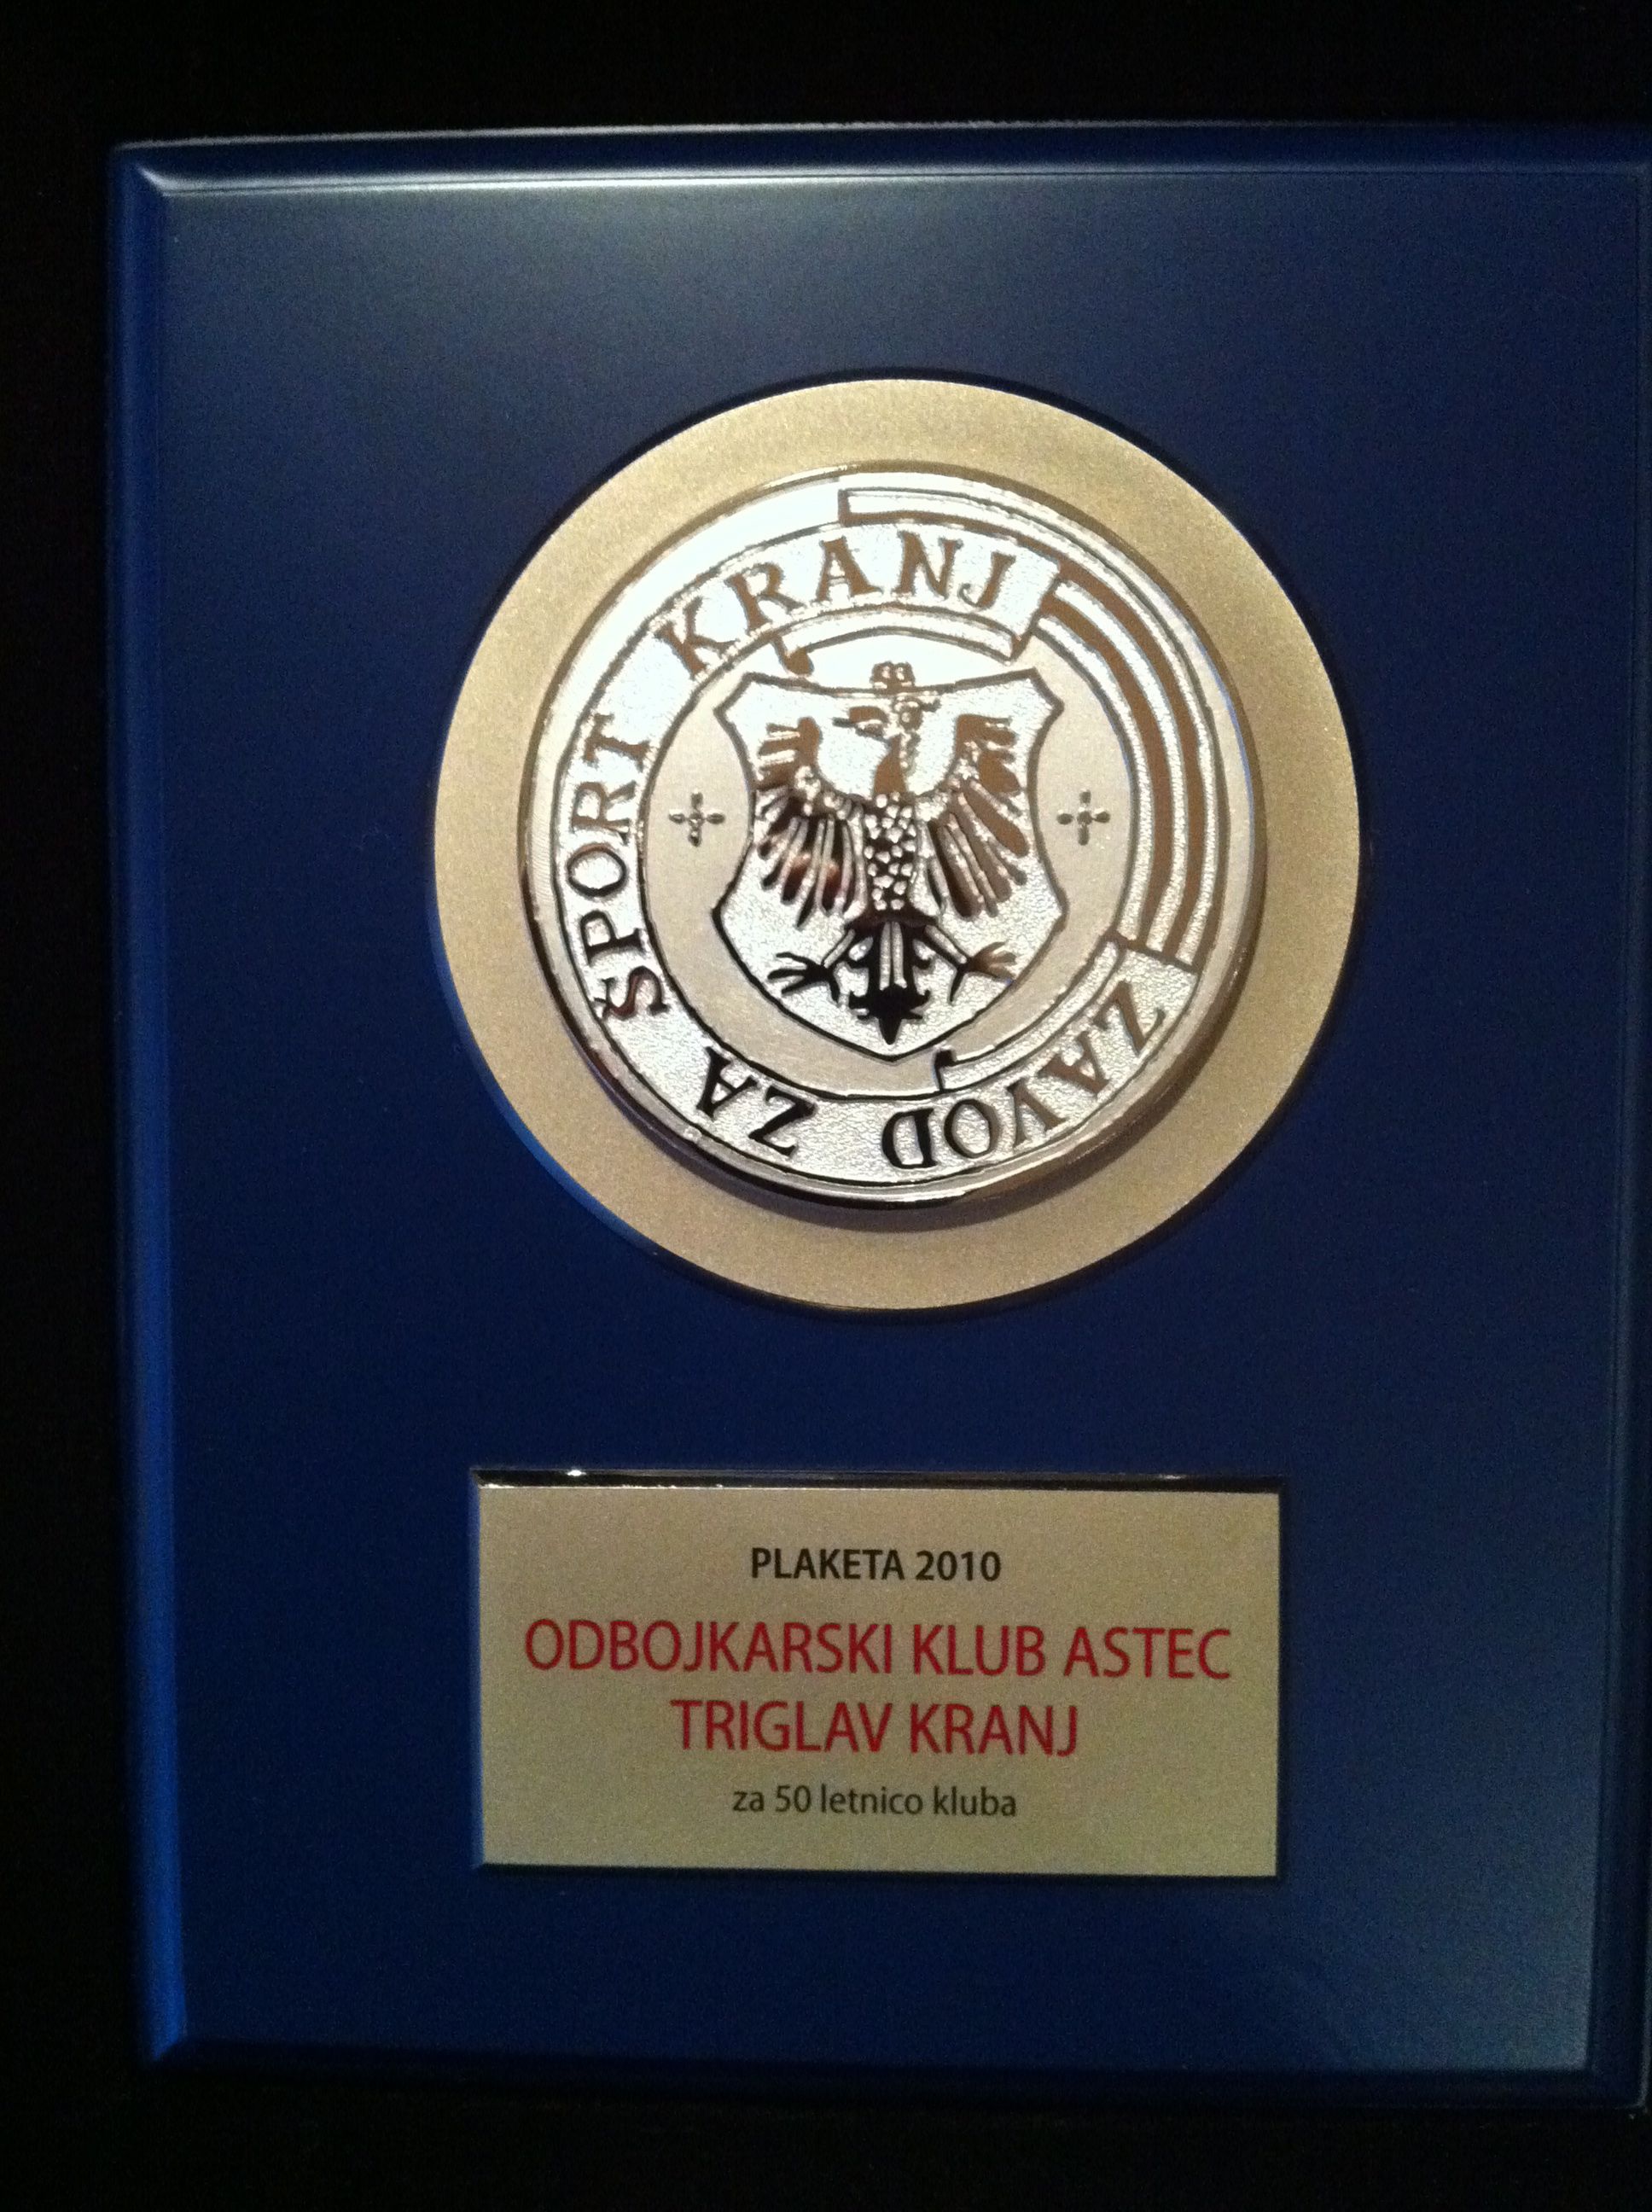 ZAVOD ZA ŠPORT KRANJ
PLAKETA 2010
ODBOJKARSKI KLUB ASTEC
TRIGLAV KRANJ
za 50 letnico kluba